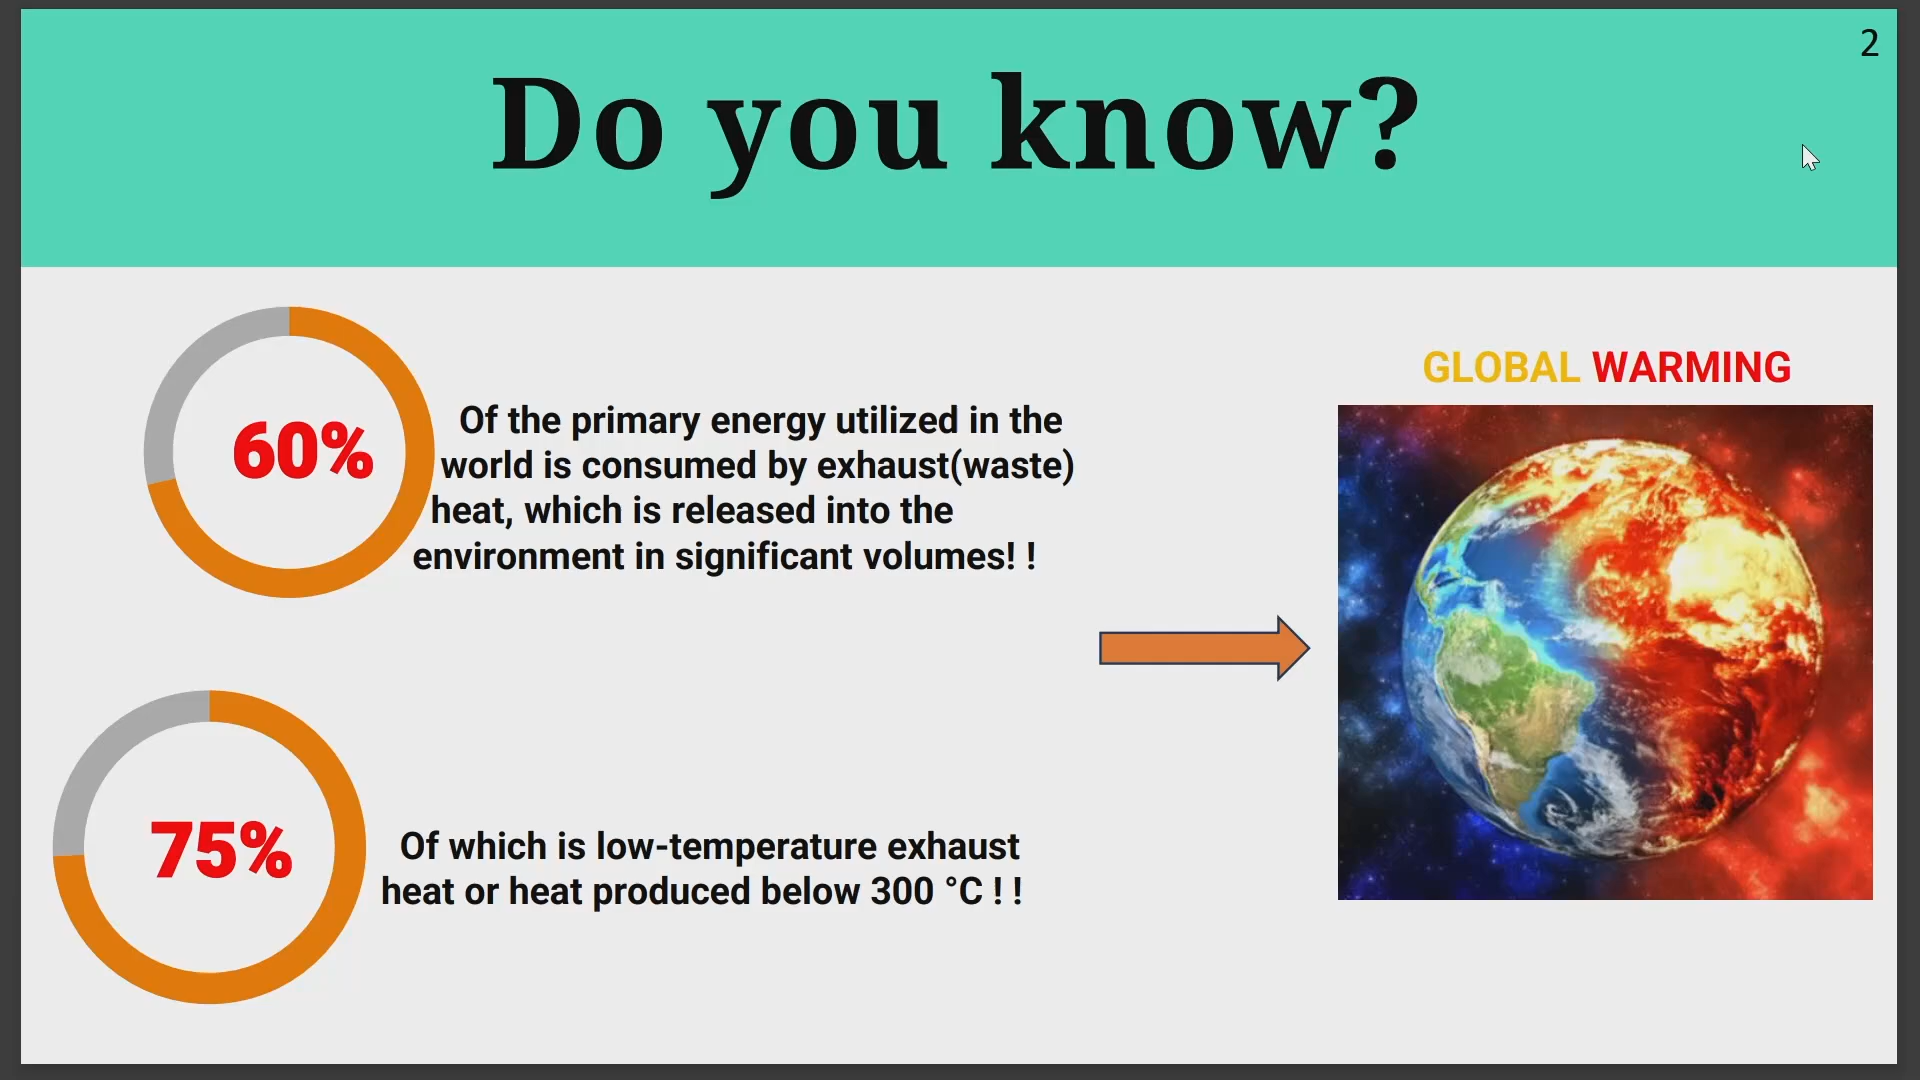 2
Do you know?
60%
Of the primary energy utilized in the
world is consumed by exhaust(waste)
heat, which is released into the
environment in significant volumes! !
GLOBAL WARMING
75%
Of which is low-temperature exhaust
heat or heat produced below 300 °C ! !